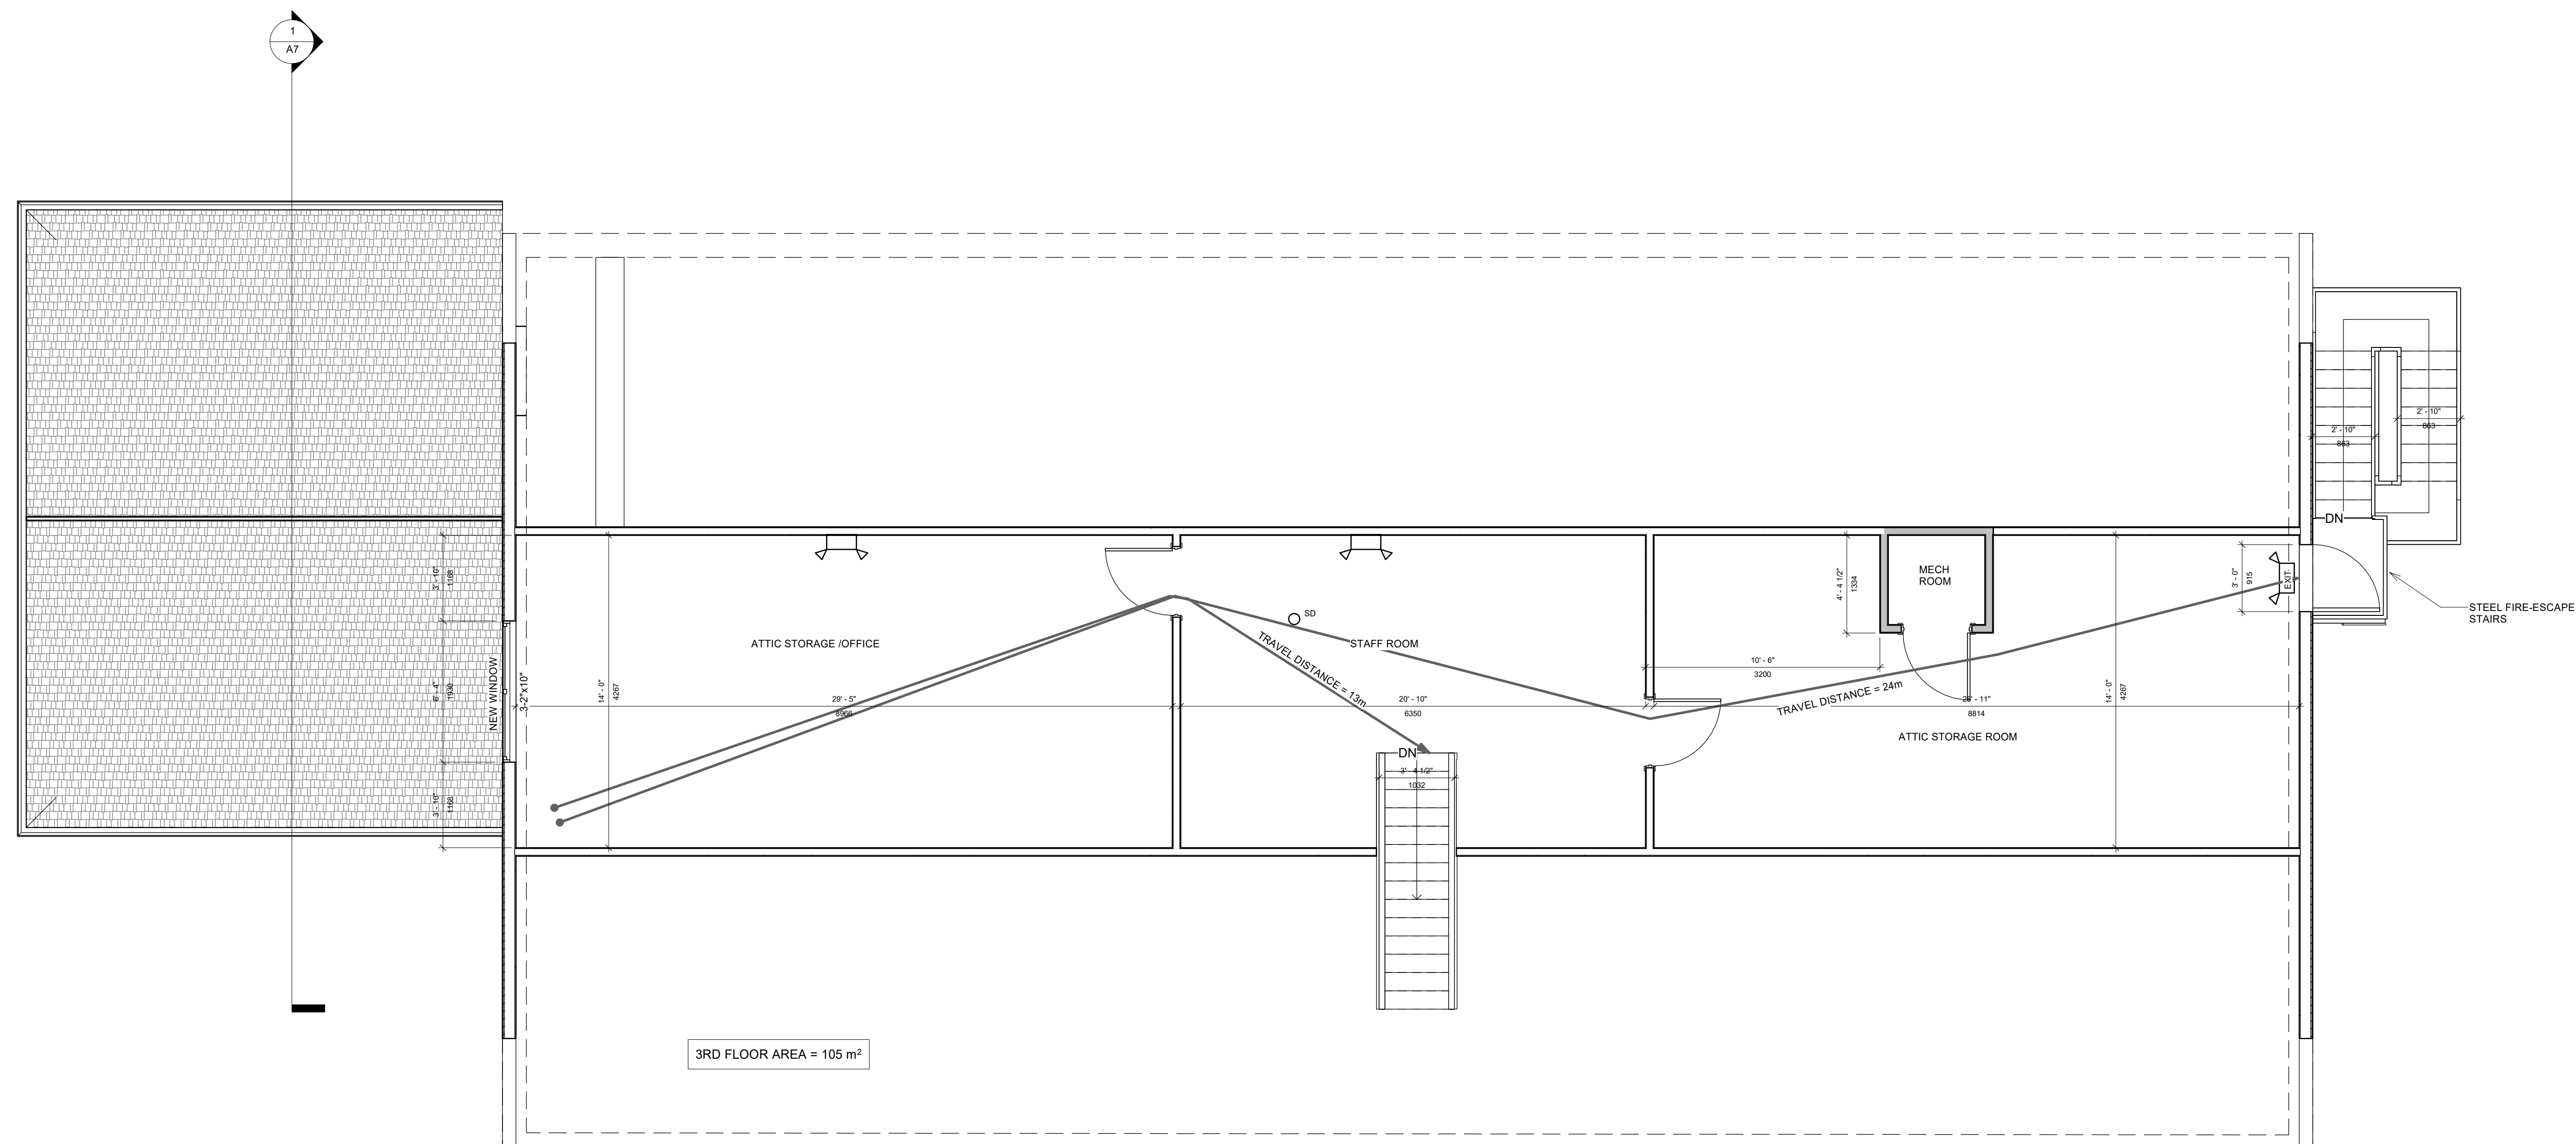 1
A7
2' - 10"
863
2' - 10"
863
DN
MECH
ROOM
EXIT
3' - 0"
915
STEEL FIRE-ESCAPE
STAIRS
3' - 10"
1168
4' - 4 1/2"
1334
SD
ATTIC STORAGE /OFFICE
STAFF ROOM
TRAVEL DISTANCE = 13m
10' - 6"
3200
NEW WINDOW
3-2"x10"
6' - 4"
1930
14' - 0"
4267
29' - 5"
8966
20' - 10"
6350
TRAVEL DISTANCE = 24m
8814
14' - 0"
4267
ATTIC STORAGE ROOM
DN
3' - 4 1/2"
1032
3' - 10"
1168
3RD FLOOR AREA = 105 m²